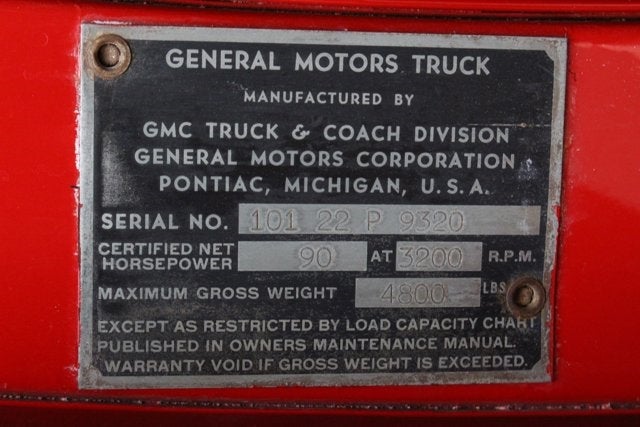 GENERAL MOTORS TRUCK
MANUFACTURED BY
GMC TRUCK & COACH DIVISION
GENERAL MOTORS CORPORATION
PONTIAC, MICHIGAN, U.S.A.
SERIAL NO. 101 22 P 9320
CERTIFIED NET HORSEPOWER 90 AT 3200 R.P.M.
MAXIMUM GROSS WEIGHT 4800 LBS
EXCEPT AS RESTRICTED BY LOAD CAPACITY CHART
PUBLISHED IN OWNERS MAINTENANCE MANUAL.
WARRANTY VOID IF GROSS WEIGHT IS EXCEEDED.